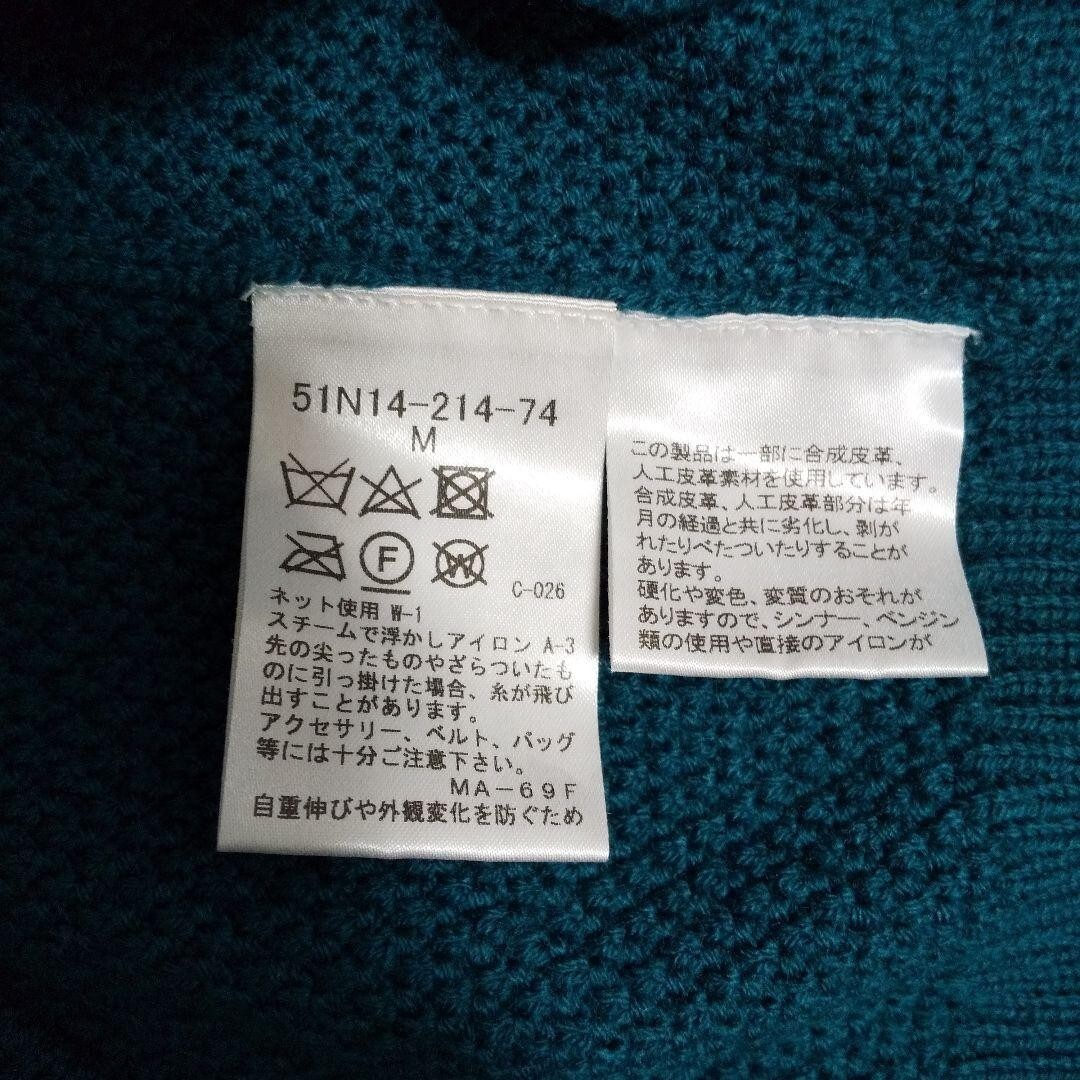 51N14-214-74
M
F
W
C-026
ネット使用 W-1
スチームで浮かしアイロン A-3
先の尖ったものやざらついたも
のに引っ掛けた場合、糸が飛び
出すことがあります。
アクセサリー、ベルト、バッグ
等には十分ご注意下さい。
MA-69F
自重伸びや外観変化を防ぐため
この製品は一部に合成皮革、
人工皮革素材を使用しています。
合成皮革、人工皮革部分は年
月の経過と共に劣化し、剥が
れたりべたついたりすることが
あります。
硬化や変色、変質のおそれが
ありますので、シンナー、ベンジン
類の使用や直接のアイロンが